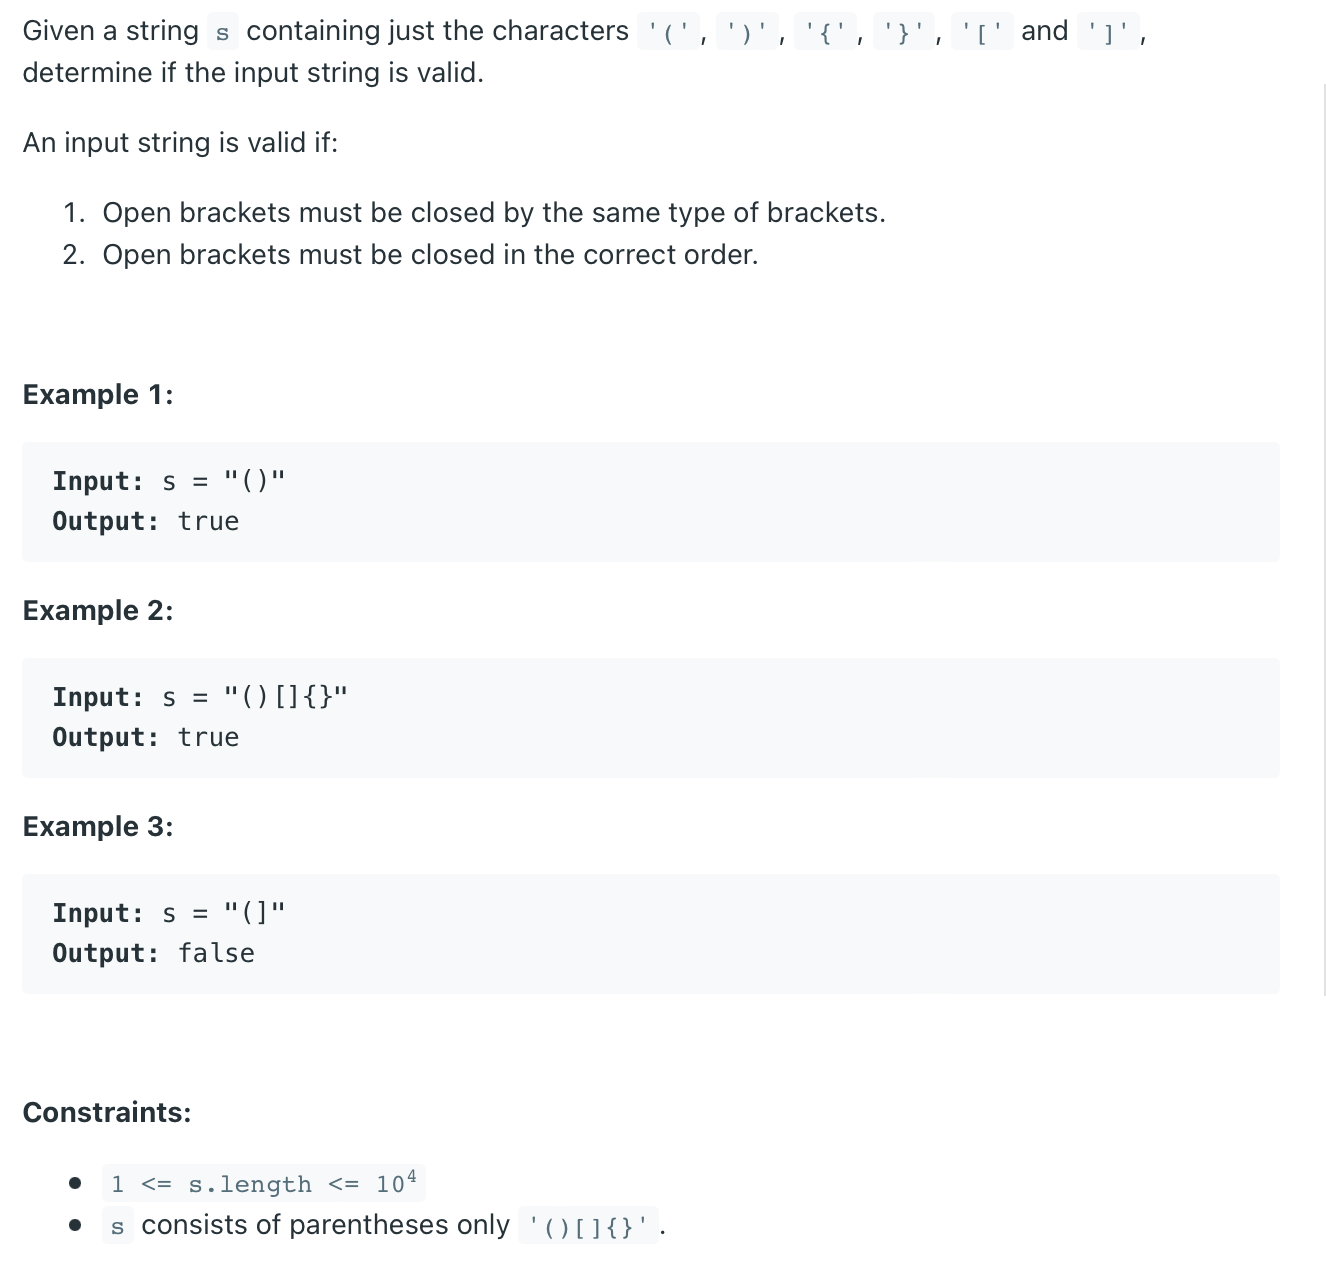 Given a string s containing just the characters '(', ')', '{', '}', '[' and ']',
determine if the input string is valid.
An input string is valid if:
1. Open brackets must be closed by the same type of brackets.
2. Open brackets must be closed in the correct order.
Example 1:
Input: s = "()"
Output: true
Example 2:
Input: s = "()[]{}"
Output: true
Example 3:
Input: s = "(]"
Output: false
Constraints:
• 1 <= s.length <= 10⁴
• s consists of parentheses only '()[]{}'.